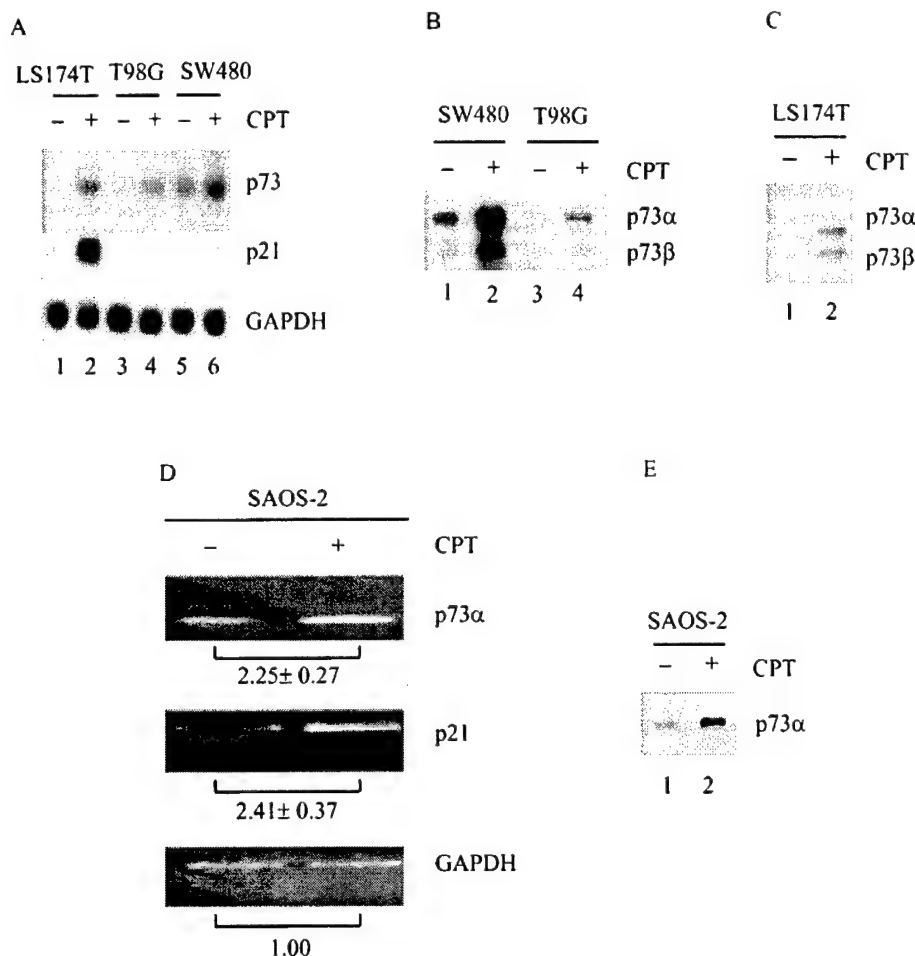 A
LS174T T98G SW480
– + – + – + CPT
p73
p21
GAPDH
1 2 3 4 5 6
B
SW480 T98G
– + – + CPT
p73α
p73β
1 2 3 4
C
LS174T
– + CPT
p73α
p73β
1 2
D
SAOS-2
– + CPT
p73α
2.25± 0.27
p21
2.41± 0.37
GAPDH
1.00
E
SAOS-2
– + CPT
p73α
1 2